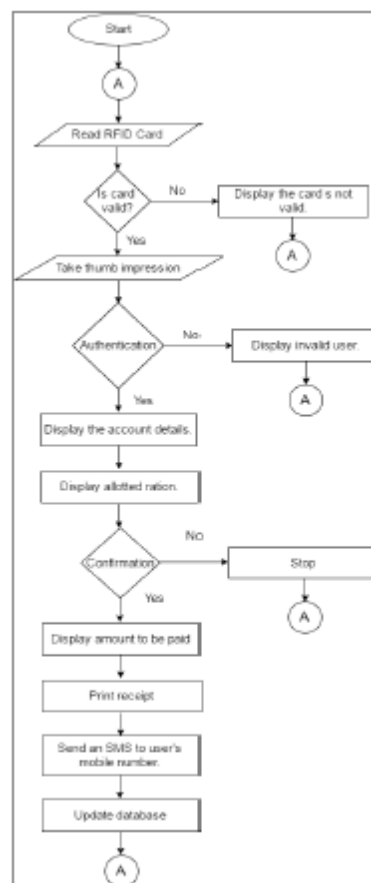 Start
A
Read RFID Card
Is card
valid?
No
Display the card s not
valid.
A
Yes
Take thumb impression
Authentication
No
Display invalid user.
A
Yes
Display the account details.
Display allotted ration.
Confirmation
No
Stop
A
Yes
Display amount to be paid
Print receipt
Send an SMS to user's
mobile number.
Update database
A